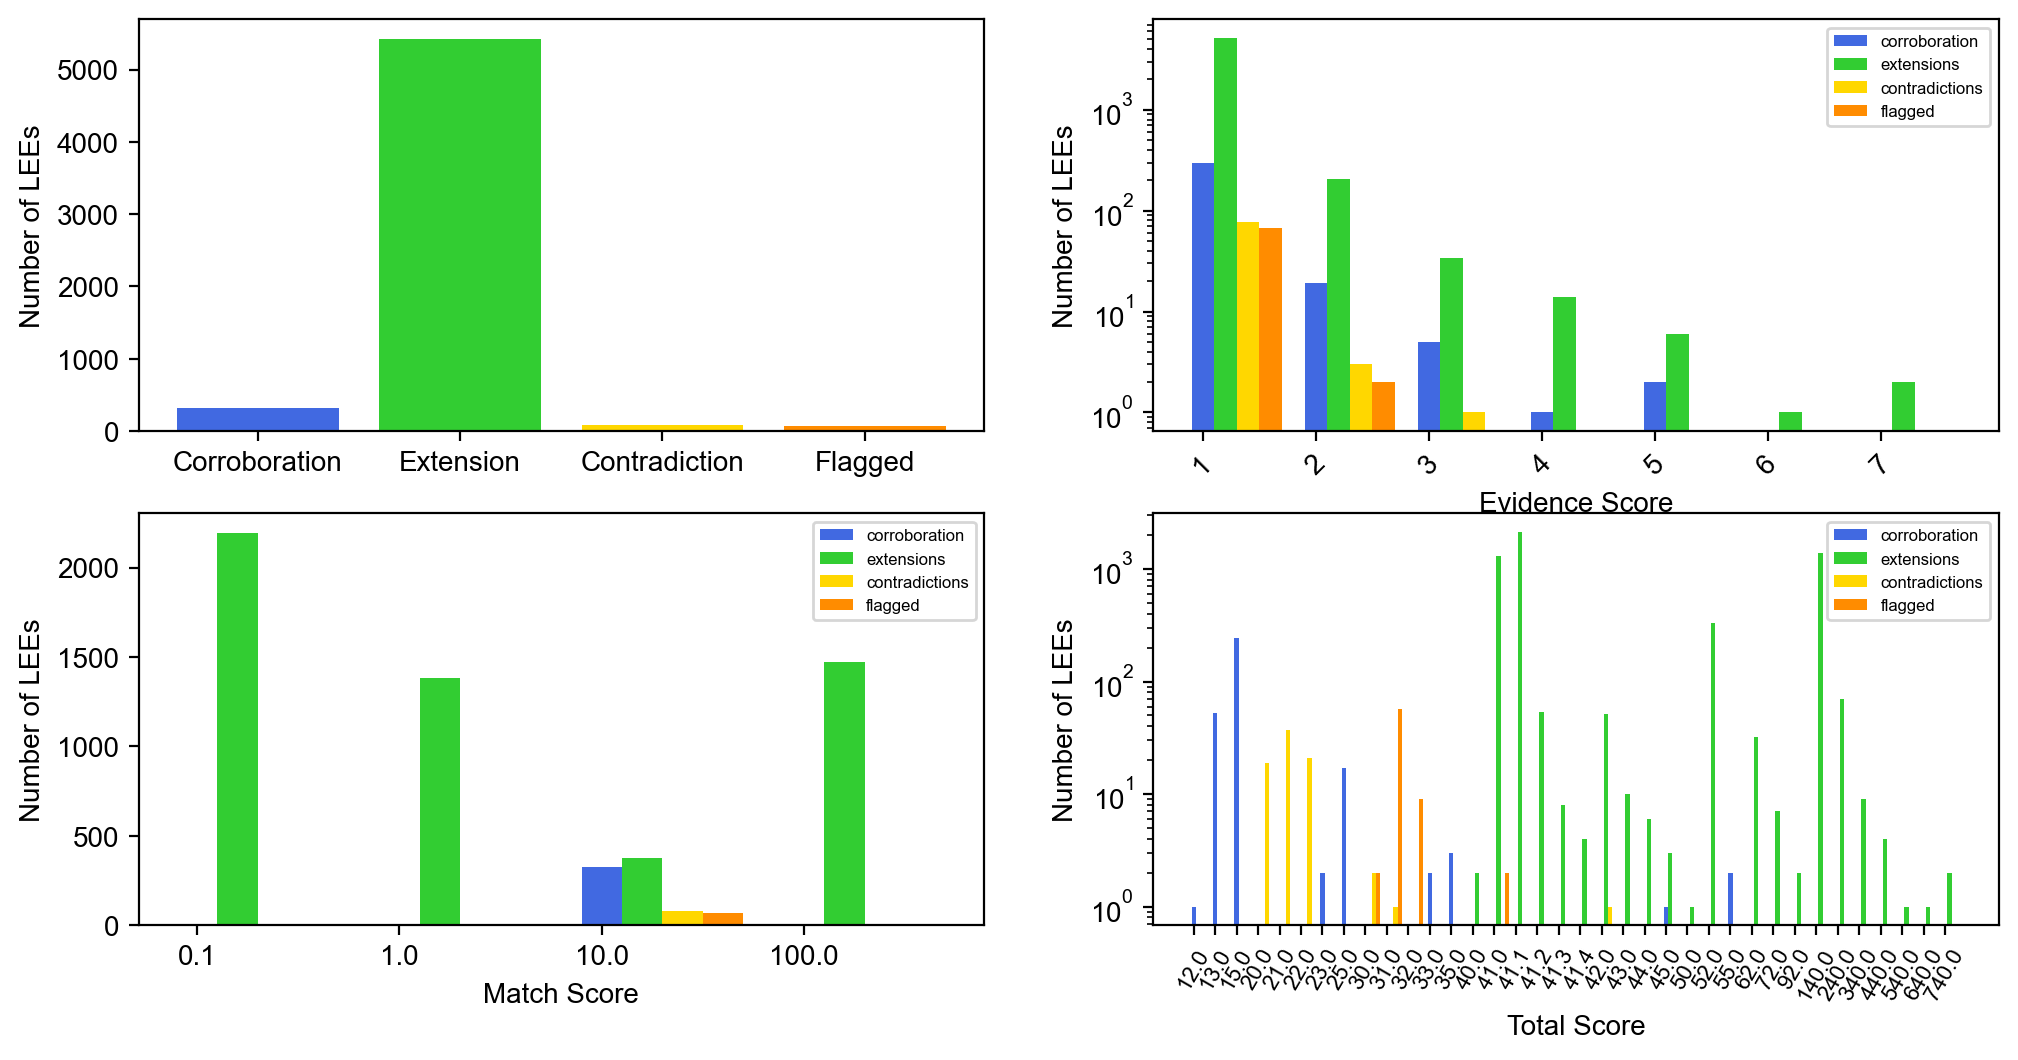 Number of LEEs
5000
4000
3000
2000
1000
0
Corroboration Extension Contradiction Flagged
Number of LEEs
10^3
10^2
10^1
10^0
corroboration
extensions
contradictions
flagged
1 2 3 4 5 6 7
Evidence Score
Number of LEEs
2000
1500
1000
500
0
corroboration
extensions
contradictions
flagged
0.1 1.0 10.0 100.0
Match Score
Number of LEEs
10^3
10^2
10^1
10^0
corroboration
extensions
contradictions
flagged
12.0 13.0 15.0 20.0 21.0 22.0 23.0 25.0 30.0 31.0 32.0 33.0 35.0 40.0 41.0 41.1 41.2 41.3 41.4 42.0 43.0 44.0 45.0 50.0 52.0 55.0 62.0 72.0 92.0 140.0 240.0 340.0 440.0 540.0 640.0 740.0
Total Score